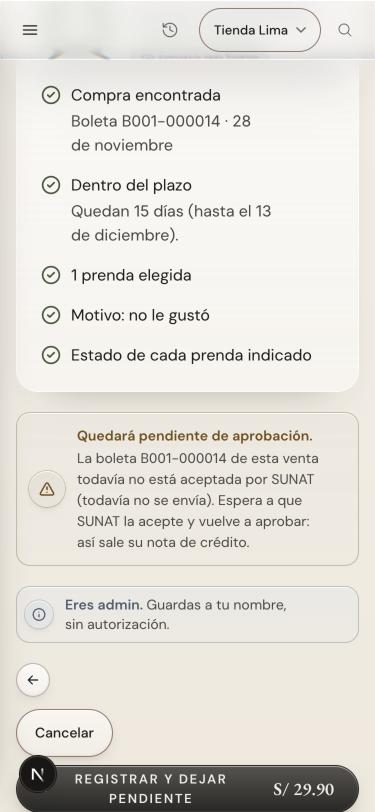 Tienda Lima
Compra encontrada
Boleta B001-000014 · 28
de noviembre
Dentro del plazo
Quedan 15 días (hasta el 13
de diciembre).
1 prenda elegida
Motivo: no le gustó
Estado de cada prenda indicado
Quedará pendiente de aprobación.
La boleta B001-000014 de esta venta
todavía no está aceptada por SUNAT
(todavía no se envía). Espera a que
SUNAT la acepte y vuelve a aprobar:
así sale su nota de crédito.
Eres admin. Guardas a tu nombre,
sin autorización.
Cancelar
N
REGISTRAR Y DEJAR
PENDIENTE
S/ 29.90